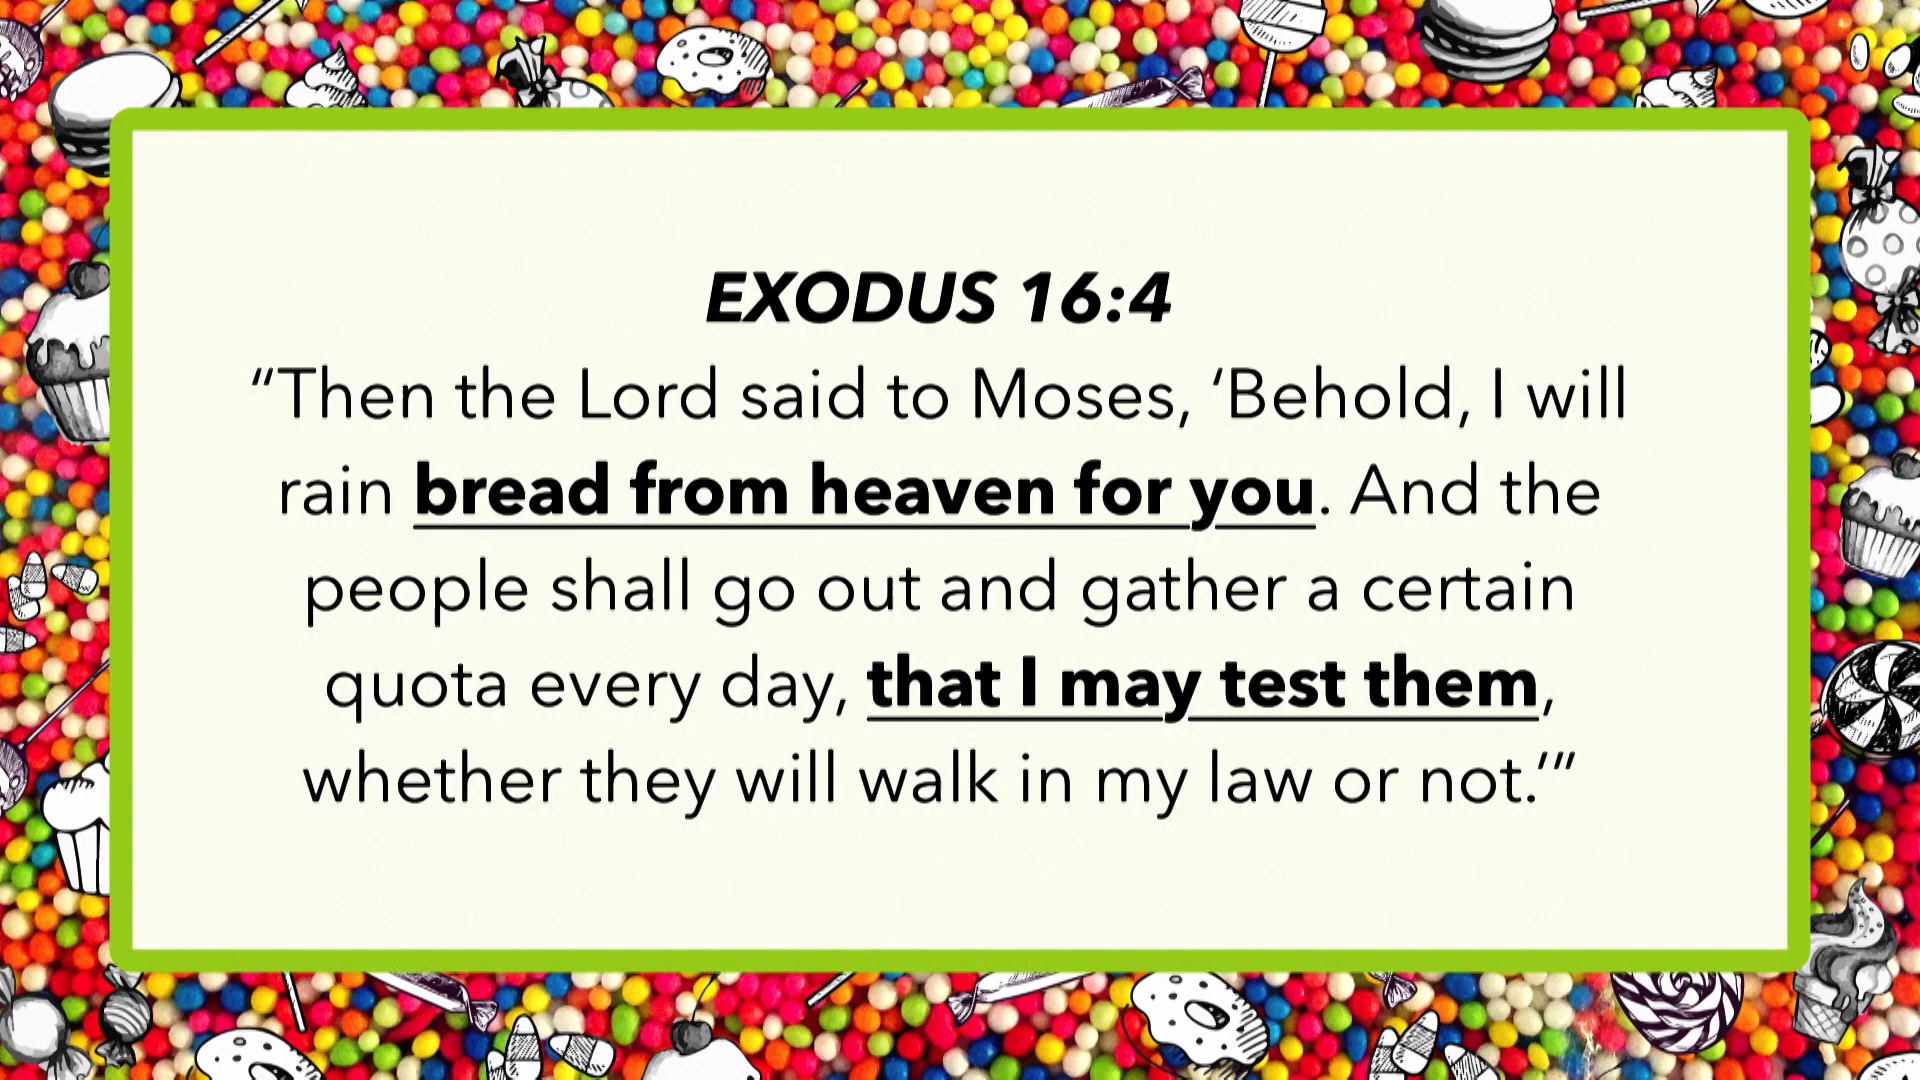 EXODUS 16:4
“Then the Lord said to Moses, ‘Behold, I will
rain bread from heaven for you. And the
people shall go out and gather a certain
quota every day, that I may test them,
whether they will walk in my law or not.’”